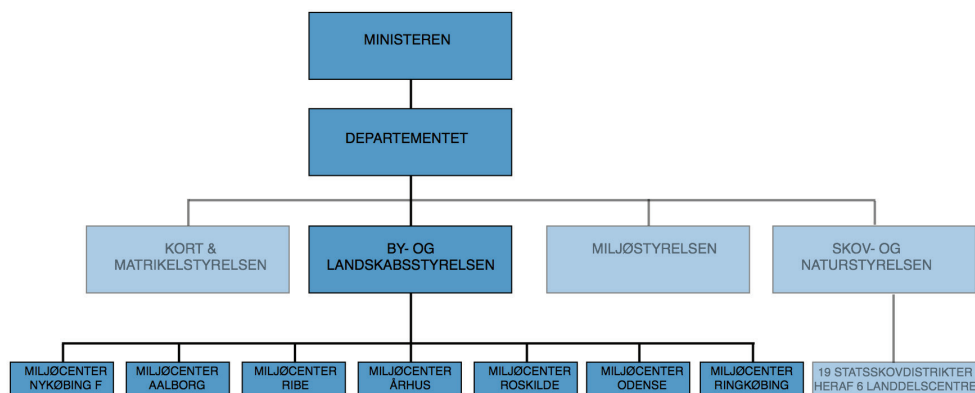 MINISTEREN
DEPARTEMENTET
KORT &
MATRIKELSTYRELSEN
BY- OG
LANDSKABSSTYRELSEN
MILJØSTYRELSEN
SKOV- OG
NATURSTYRELSEN
MILJØCENTER
NYKØBING F
MILJØCENTER
AALBORG
MILJØCENTER
RIBE
MILJØCENTER
ÅRHUS
MILJØCENTER
ROSKILDE
MILJØCENTER
ODENSE
MILJØCENTER
RINGKØBING
19 STATSSKOVDISTRIKTER
HERAF 6 LANDDELSCENTRE